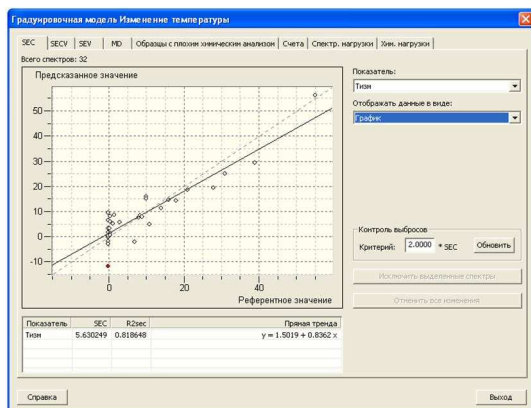 Градуировочная модель Изменение температуры
SEC SECV SEV MD Образцы с плохим химическим анализом Счета Спектр. нагрузки Хим. нагрузки
Всего спектров: 32
Предсказанное значение
50
40
30
20
10
0
-10
0 20 40
Референтное значение
Показатель:
Тизм
Отображать данные в виде:
График
Контроль выбросов
Критерий: 2.0000 * SEC Обновить
Исключить выделенные спектры
Отменить все изменения
Показатель SEC R2sec Прямая тренда
Тизм 5.630249 0.818648 y = 1.5019 + 0.8362 x
Справка Выход